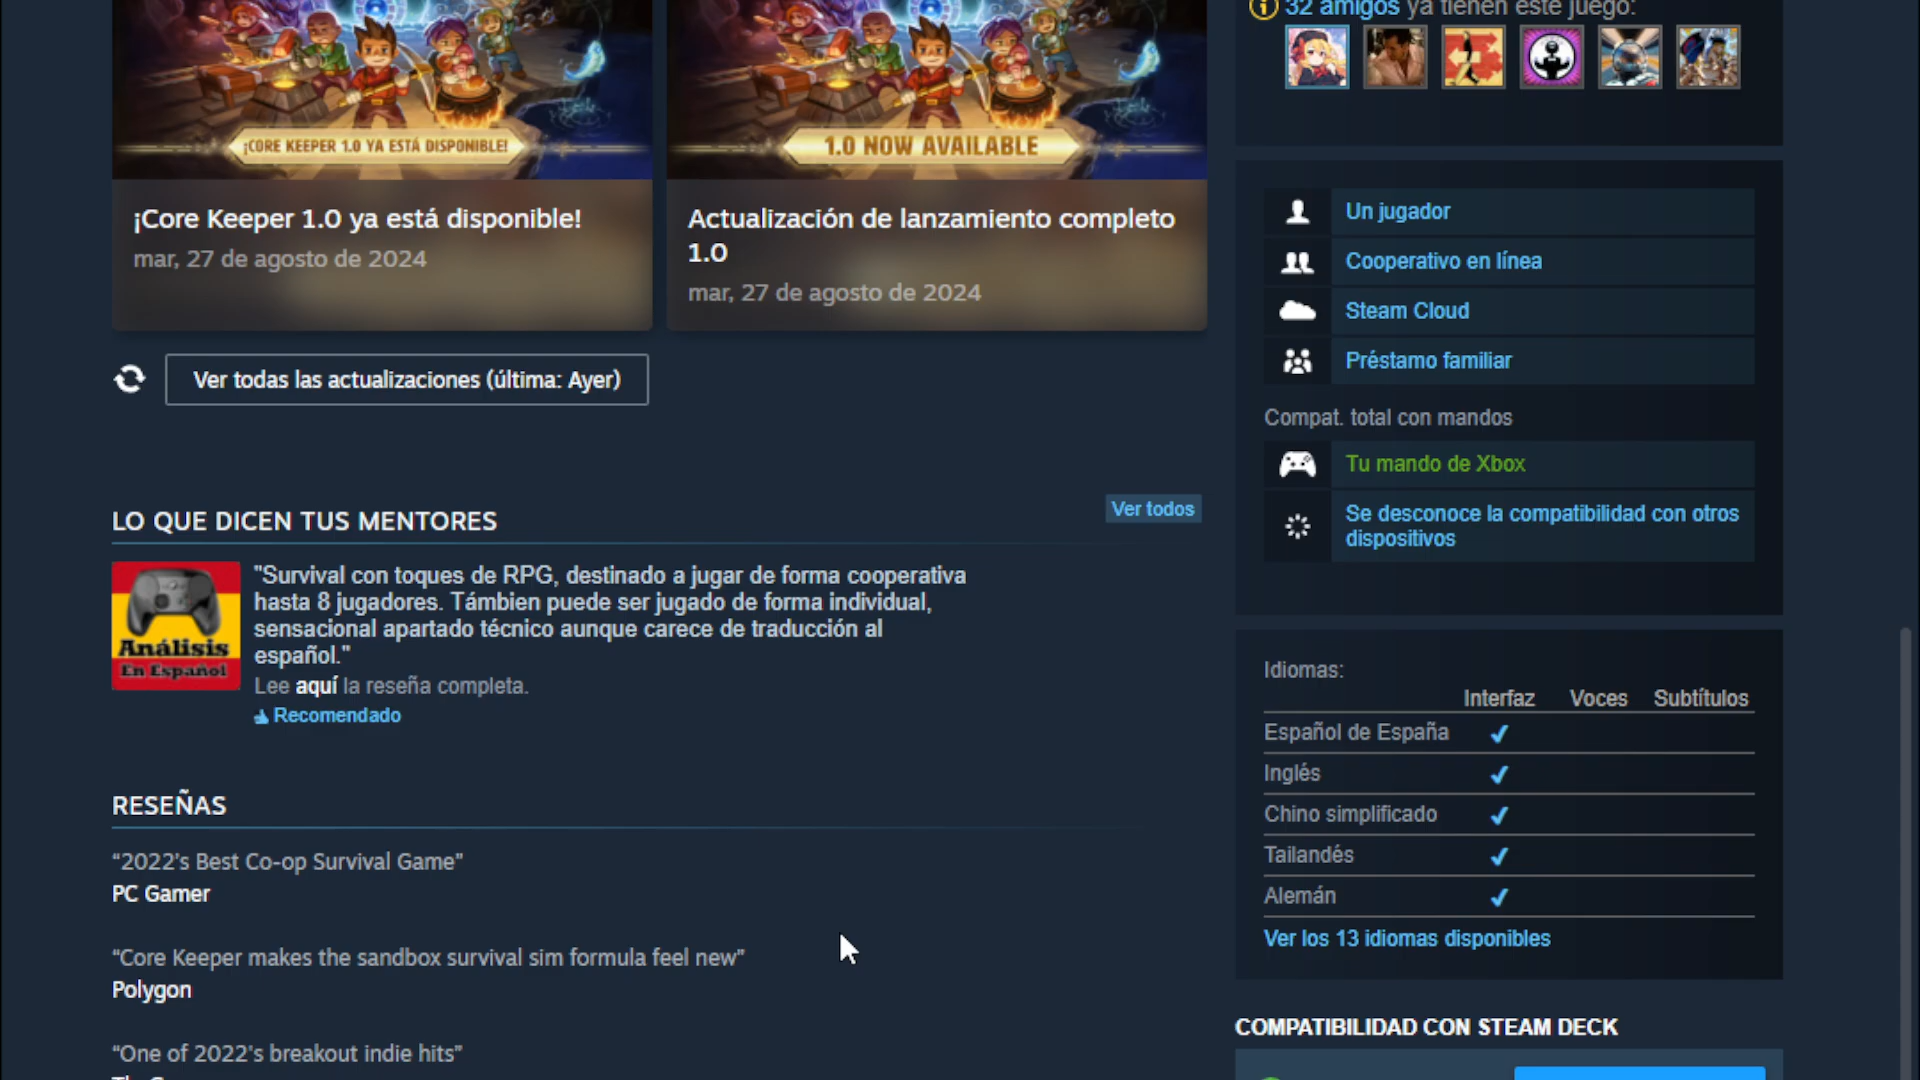 ¡CORE KEEPER 1.0 YA ESTÁ DISPONIBLE!
¡Core Keeper 1.0 ya está disponible!
mar, 27 de agosto de 2024
1.0 NOW AVAILABLE
Actualización de lanzamiento completo
1.0
mar, 27 de agosto de 2024
Ver todas las actualizaciones (última: Ayer)
LO QUE DICEN TUS MENTORES
Ver todos
Análisis
En Español
"Survival con toques de RPG, destinado a jugar de forma cooperativa
hasta 8 jugadores. Támbien puede ser jugado de forma individual,
sensacional apartado técnico aunque carece de traducción al
español."
Lee aquí la reseña completa.
Recomendado
RESEÑAS
“2022's Best Co-op Survival Game”
PC Gamer
“Core Keeper makes the sandbox survival sim formula feel new”
Polygon
“One of 2022's breakout indie hits”
32 amigos ya tienen este juego:
Un jugador
Cooperativo en línea
Steam Cloud
Préstamo familiar
Compat. total con mandos
Tu mando de Xbox
Se desconoce la compatibilidad con otros
dispositivos
Idiomas:
Interfaz Voces Subtítulos
Español de España
Inglés
Chino simplificado
Tailandés
Alemán
Ver los 13 idiomas disponibles
COMPATIBILIDAD CON STEAM DECK